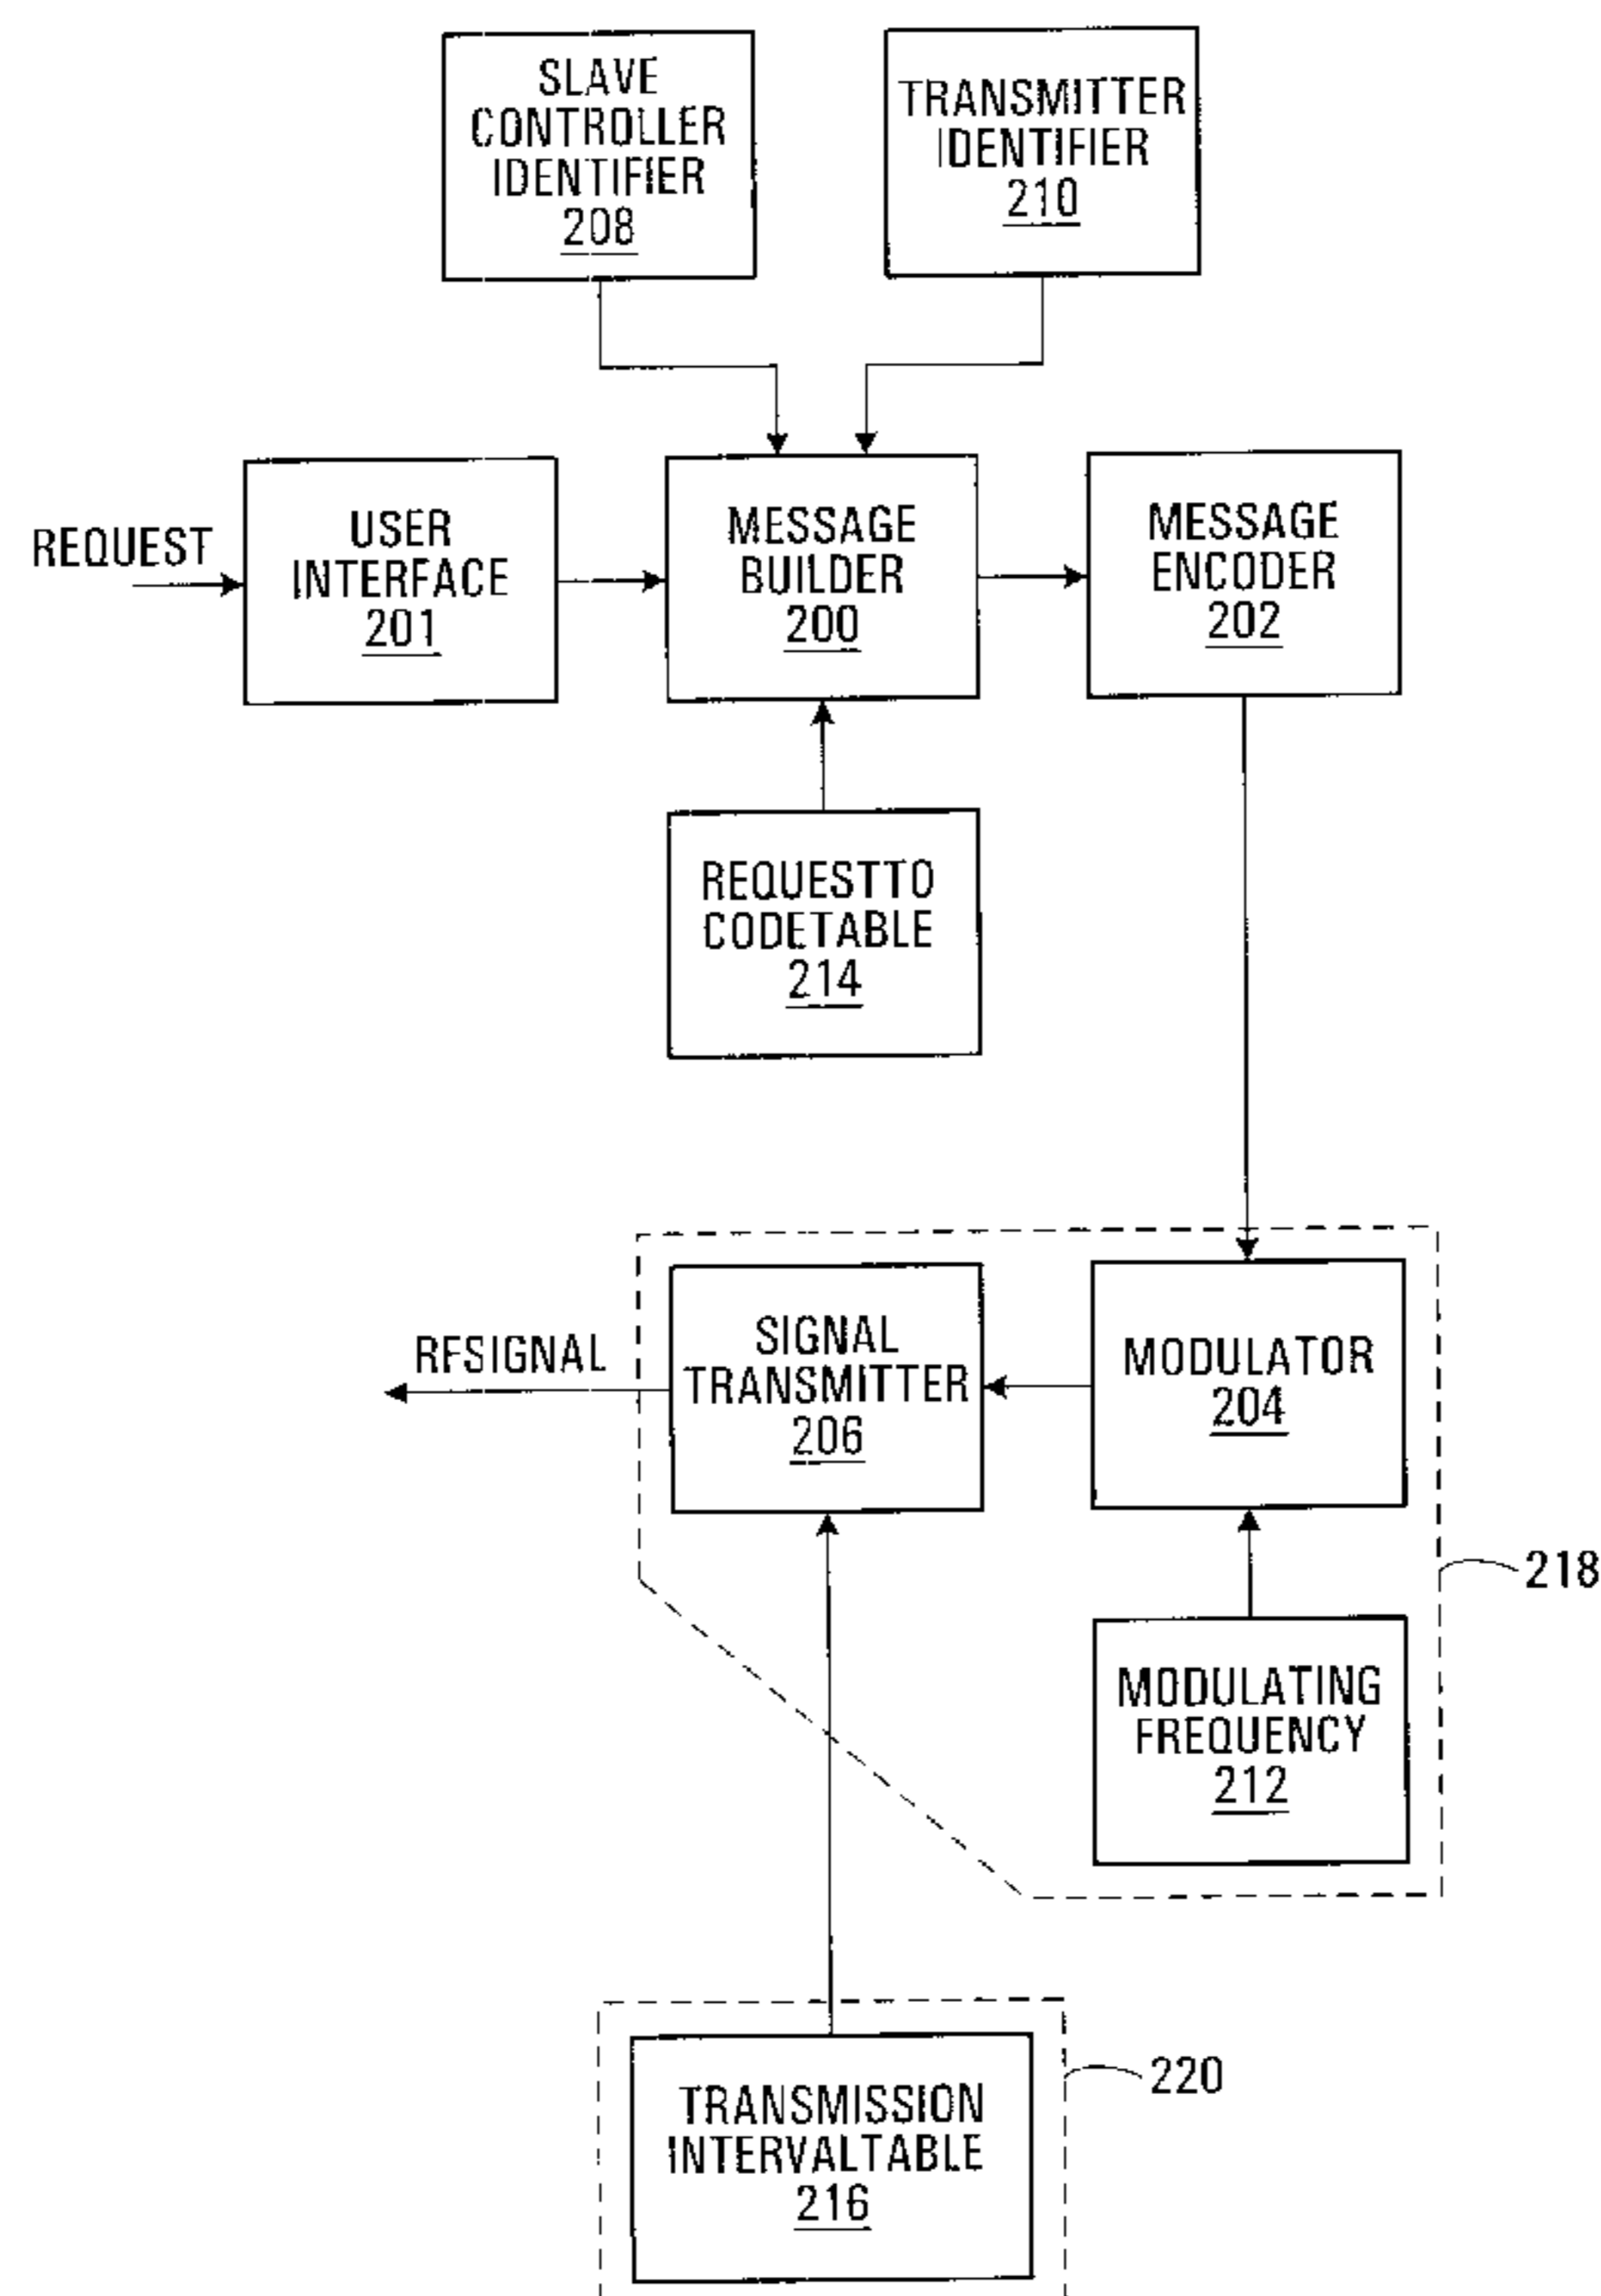 SLAVE
CONTROLLER
IDENTIFIER
208
TRANSMITTER
IDENTIFIER
210
REQUEST
USER
INTERFACE
201
MESSAGE
BUILDER
200
MESSAGE
ENCODER
202
REQUESTTO
CODETABLE
214
RFSIGNAL
SIGNAL
TRANSMITTER
206
MODULATOR
204
218
MODULATING
FREQUENCY
212
220
TRANSMISSION
INTERVALTABLE
216